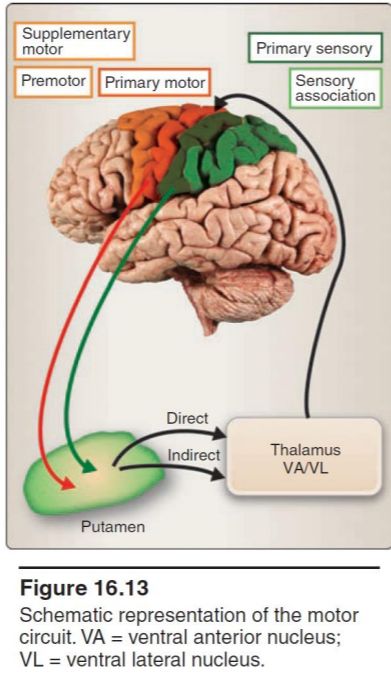 Supplementary
motor
Primary sensory
Premotor
Primary motor
Sensory
association
Direct
Indirect
Thalamus
VA/VL
Putamen
Figure 16.13
Schematic representation of the motor
circuit. VA = ventral anterior nucleus;
VL = ventral lateral nucleus.